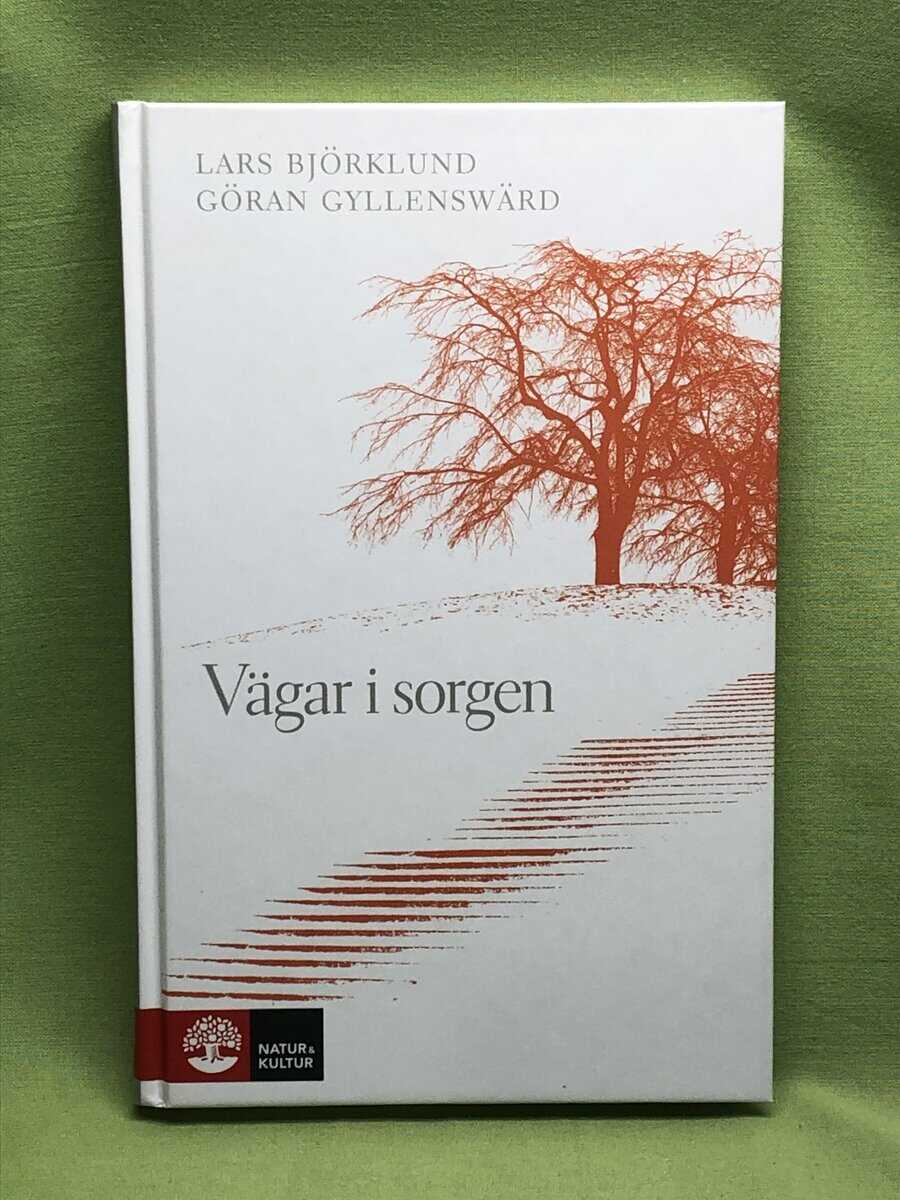 LARS BJÖRKLUND
GÖRAN GYLLENSWÄRD
Vägar i sorgen
NATUR &
KULTUR